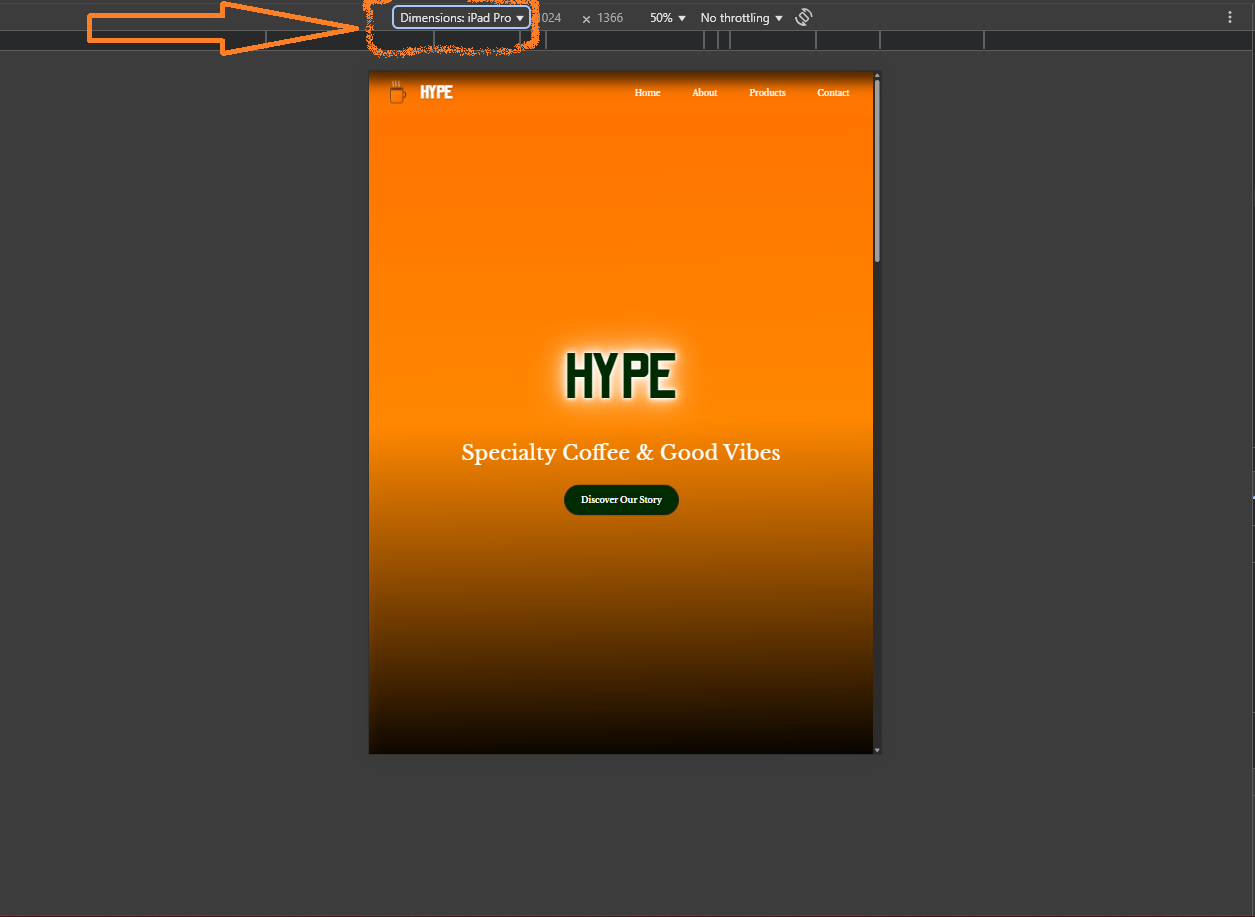 Dimensions: iPad Pro 1024 × 1366 50% No throttling
HYPE Home About Products Contact
HYPE
Specialty Coffee & Good Vibes
Discover Our Story